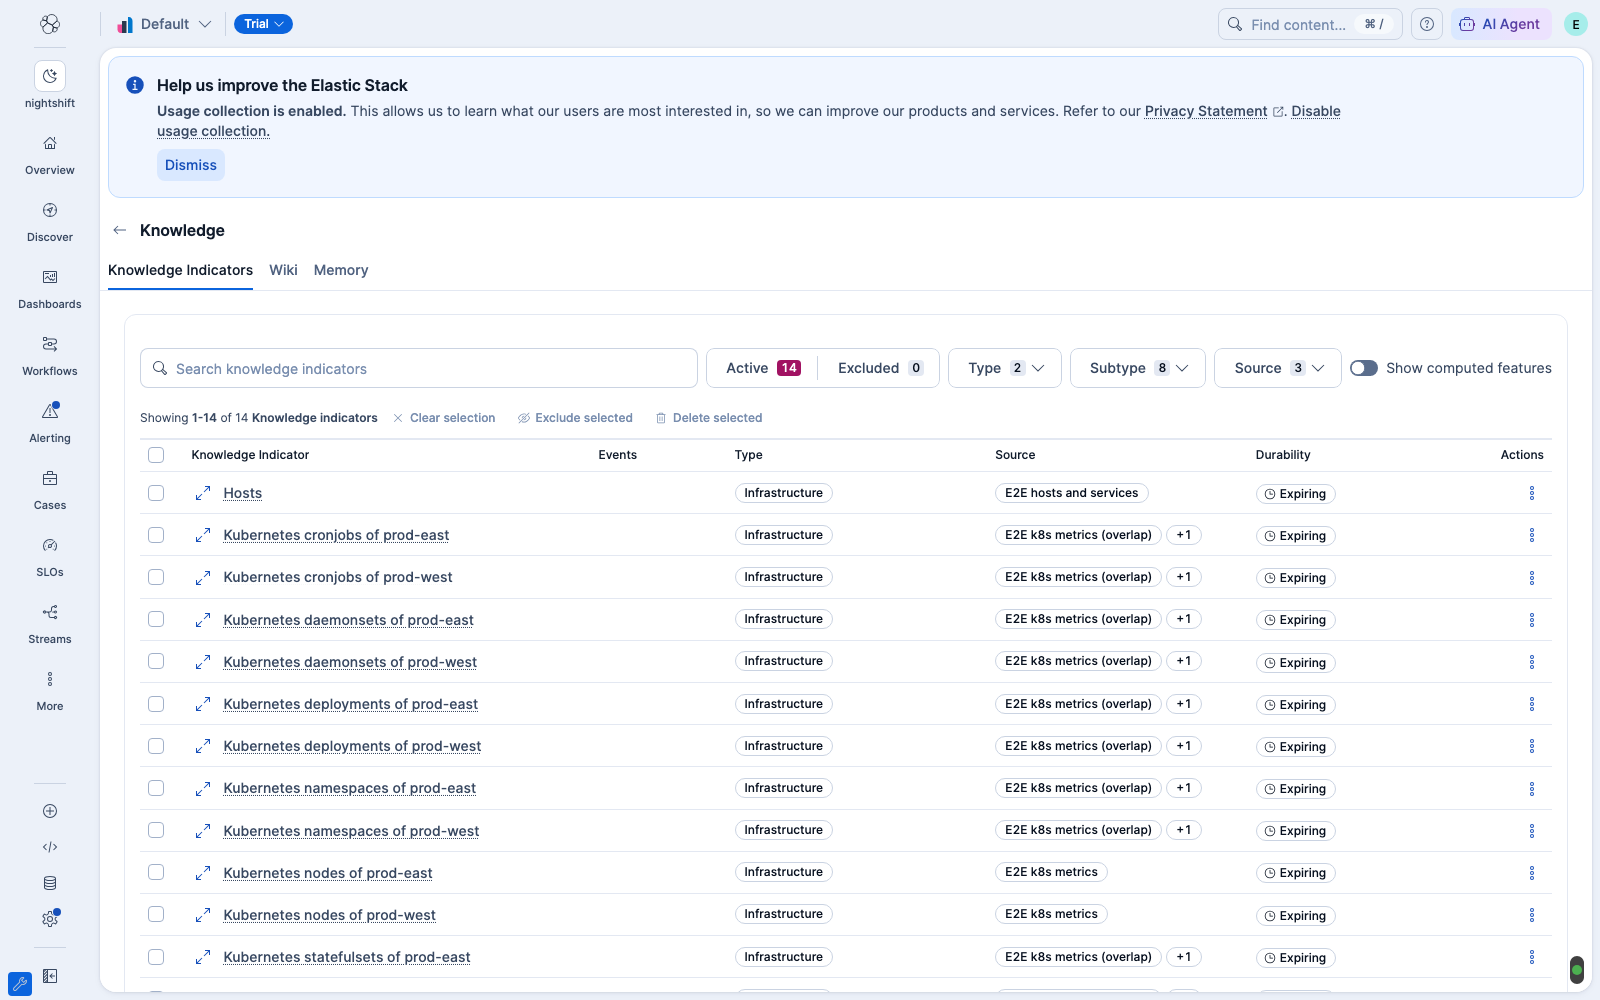 Default
Trial
Find content...
⌘ /
AI Agent
E
nightshift
Overview
Discover
Dashboards
Workflows
Alerting
Cases
SLOs
Streams
More
Help us improve the Elastic Stack
Usage collection is enabled. This allows us to learn what our users are most interested in, so we can improve our products and services. Refer to our Privacy Statement. Disable
usage collection.
Dismiss
Knowledge
Knowledge Indicators Wiki Memory
Search knowledge indicators
Active 14 Excluded 0 Type 2 Subtype 8 Source 3 Show computed features
Showing 1-14 of 14 Knowledge indicators Clear selection Exclude selected Delete selected
Knowledge Indicator Events Type Source Durability Actions
Hosts Infrastructure E2E hosts and services Expiring
Kubernetes cronjobs of prod-east Infrastructure E2E k8s metrics (overlap) +1 Expiring
Kubernetes cronjobs of prod-west Infrastructure E2E k8s metrics (overlap) +1 Expiring
Kubernetes daemonsets of prod-east Infrastructure E2E k8s metrics (overlap) +1 Expiring
Kubernetes daemonsets of prod-west Infrastructure E2E k8s metrics (overlap) +1 Expiring
Kubernetes deployments of prod-east Infrastructure E2E k8s metrics (overlap) +1 Expiring
Kubernetes deployments of prod-west Infrastructure E2E k8s metrics (overlap) +1 Expiring
Kubernetes namespaces of prod-east Infrastructure E2E k8s metrics (overlap) +1 Expiring
Kubernetes namespaces of prod-west Infrastructure E2E k8s metrics (overlap) +1 Expiring
Kubernetes nodes of prod-east Infrastructure E2E k8s metrics Expiring
Kubernetes nodes of prod-west Infrastructure E2E k8s metrics Expiring
Kubernetes statefulsets of prod-east Infrastructure E2E k8s metrics (overlap) +1 Expiring